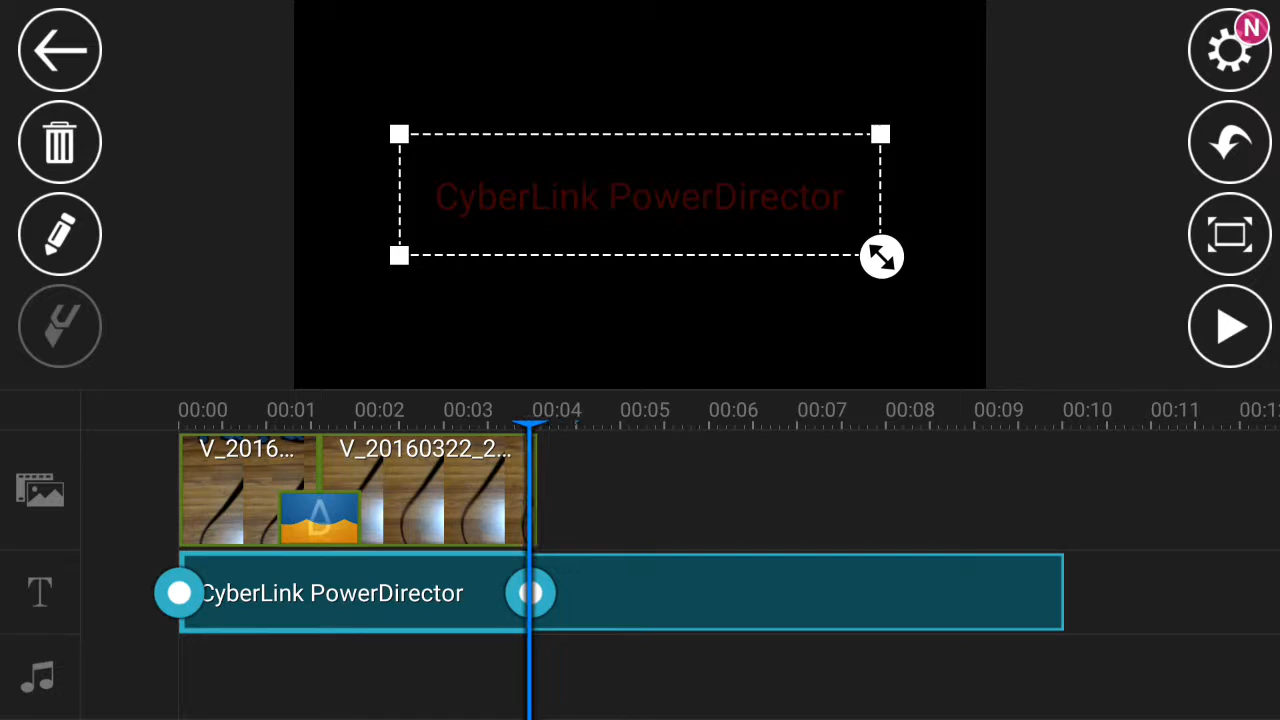 N
CyberLink PowerDirector
00:00 00:01 00:02 00:03 00:04 00:05 00:06 00:07 00:08 00:09 00:10 00:11
V_2016... V_20160322_2...
A
CyberLink PowerDirector
T